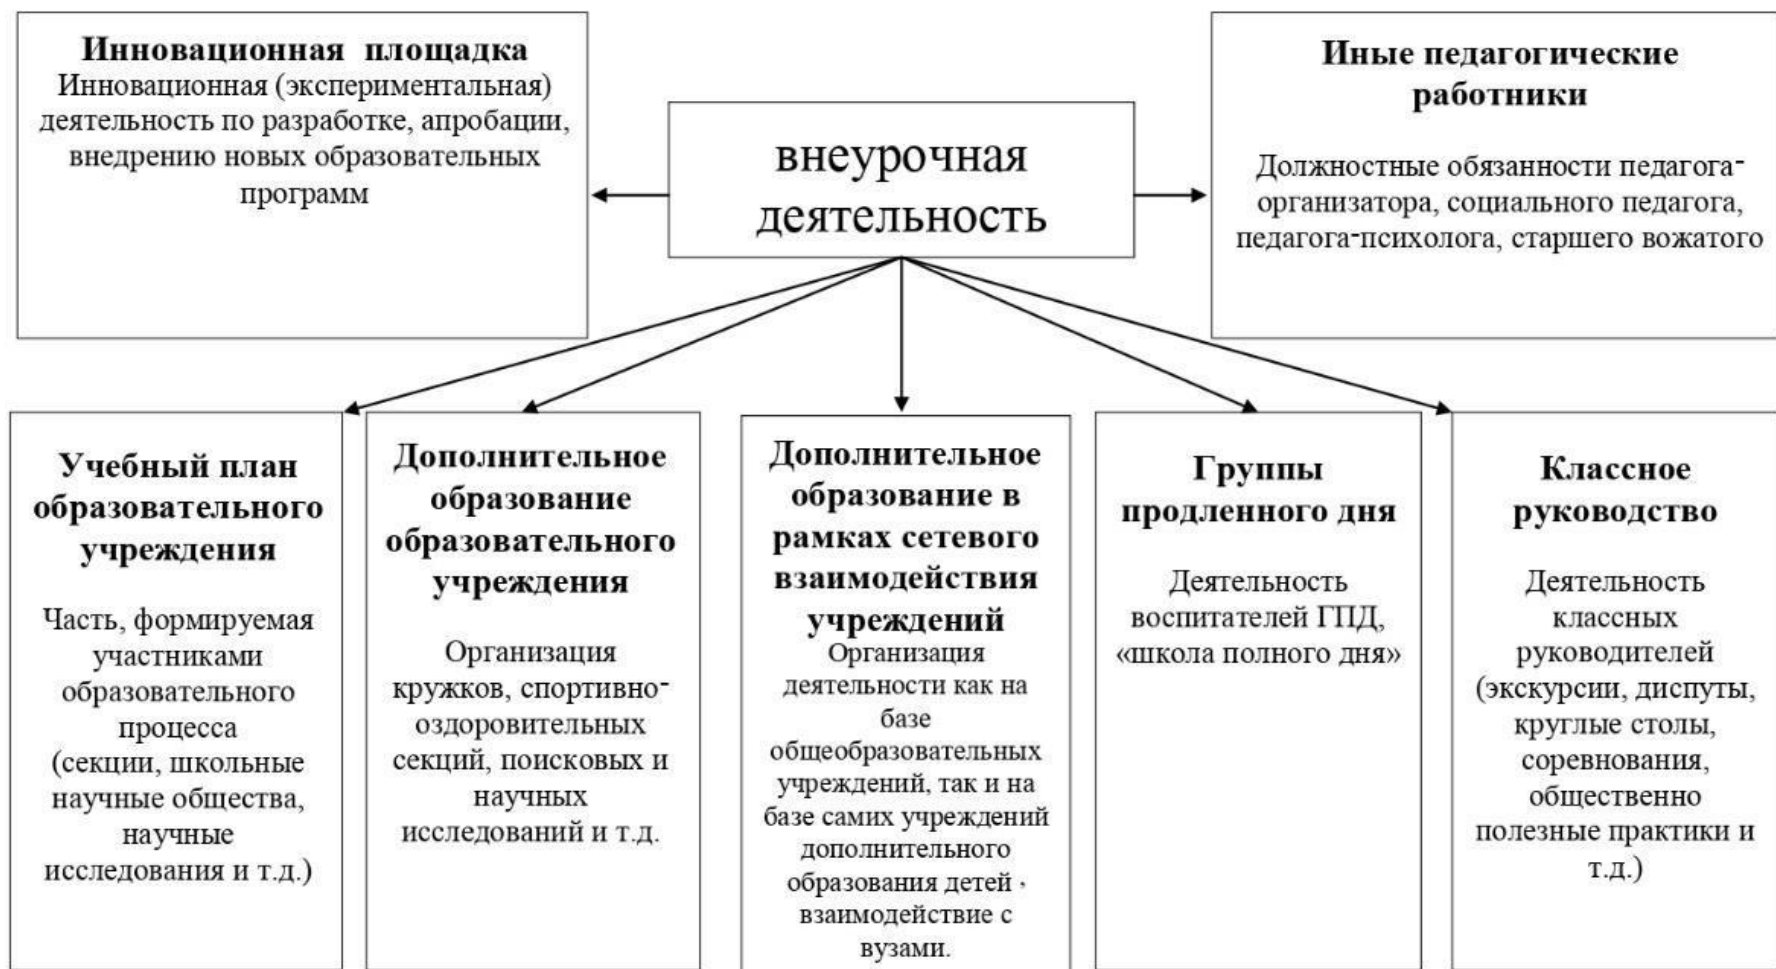 Инновационная площадка
Инновационная (экспериментальная)
деятельность по разработке, апробации,
внедрению новых образовательных
программ
внеурочная
деятельность
Иные педагогические
работники
Должностные обязанности педагога-
организатора, социального педагога,
педагога-психолога, старшего вожатого
Учебный план
образовательного
учреждения
Часть, формируемая
участниками
образовательного
процесса
(секции, школьные
научные общества,
научные
исследования и т.д.)
Дополнительное
образование
образовательного
учреждения
Организация
кружков, спортивно-
оздоровительных
секций, поисковых и
научных
исследований и т.д.
Дополнительное
образование в
рамках сетевого
взаимодействия
учреждений
Организация
деятельности как на
базе
общеобразовательных
учреждений, так и на
базе самих учреждений
дополнительного
образования детей ,
взаимодействие с
вузами.
Группы
продленного дня
Деятельность
воспитателей ГПД,
«школа полного дня»
Классное
руководство
Деятельность
классных
руководителей
(экскурсии, диспуты,
круглые столы,
соревнования,
общественно
полезные практики и
т.д.)